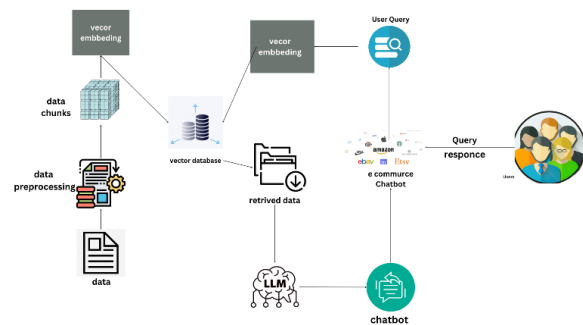 User Query
vecor
embbeding
vecor
embbeding
data
chunks
vector database
amazon
ebay
Etsy
Query
responce
e commurce
Chatbot
Users
data
preprocessing
retrived data
data
LLM
chatbot